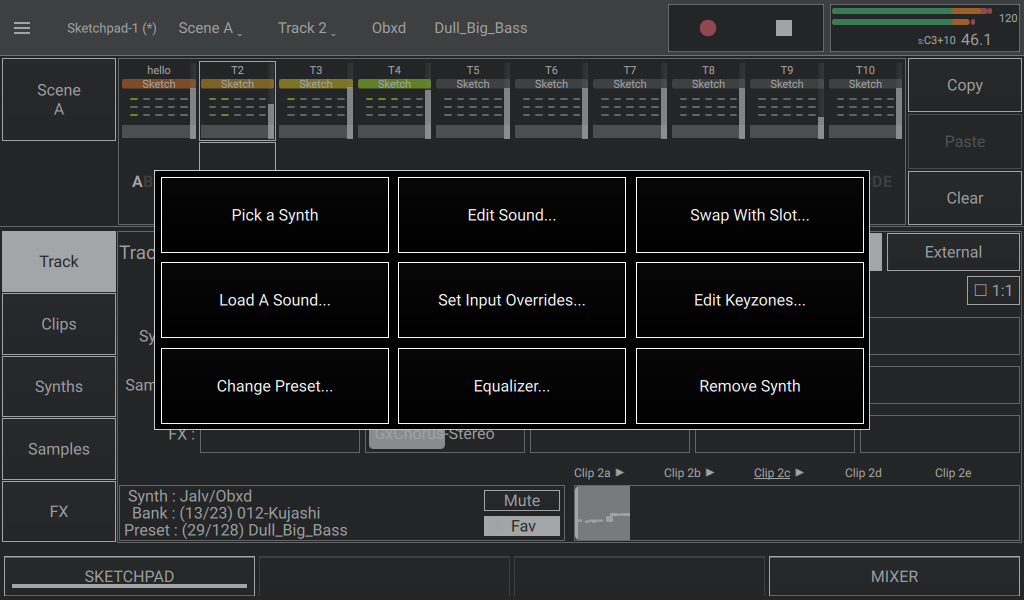 Sketchpad-1 (*) Scene A Track 2 Obxd Dull_Big_Bass
120
s:C3+10 46.1
Scene
A
hello T2 T3 T4 T5 T6 T7 T8 T9 T10
Sketch Sketch Sketch Sketch Sketch Sketch Sketch Sketch Sketch Sketch
Copy
Paste
Clear
AB DE
Pick a Synth Edit Sound... Swap With Slot...
Load A Sound... Set Input Overrides... Edit Keyzones...
Change Preset... Equalizer... Remove Synth
Track
Clips
Synths
Samples
FX
External
1:1
FX : GxChorus-Stereo
Clip 2a Clip 2b Clip 2c Clip 2d Clip 2e
Synth : Jalv/Obxd
Bank : (13/23) 012-Kujashi
Preset : (29/128) Dull_Big_Bass
Mute
Fav
SKETCHPAD MIXER